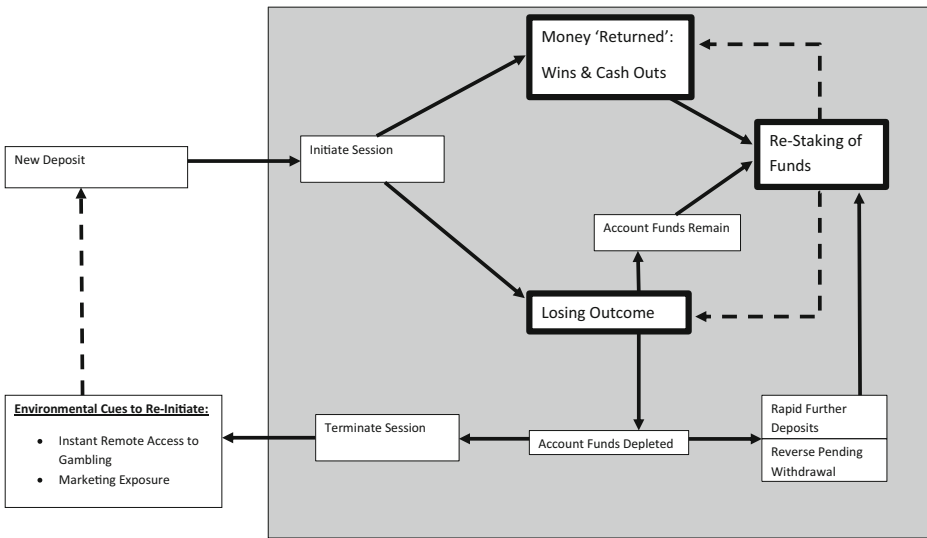 Money ‘Returned’:
Wins & Cash Outs
Re-Staking of
Funds
New Deposit
Initiate Session
Account Funds Remain
Losing Outcome
Environmental Cues to Re-Initiate:
• Instant Remote Access to
Gambling
• Marketing Exposure
Terminate Session
Account Funds Depleted
Rapid Further
Deposits
Reverse Pending
Withdrawal